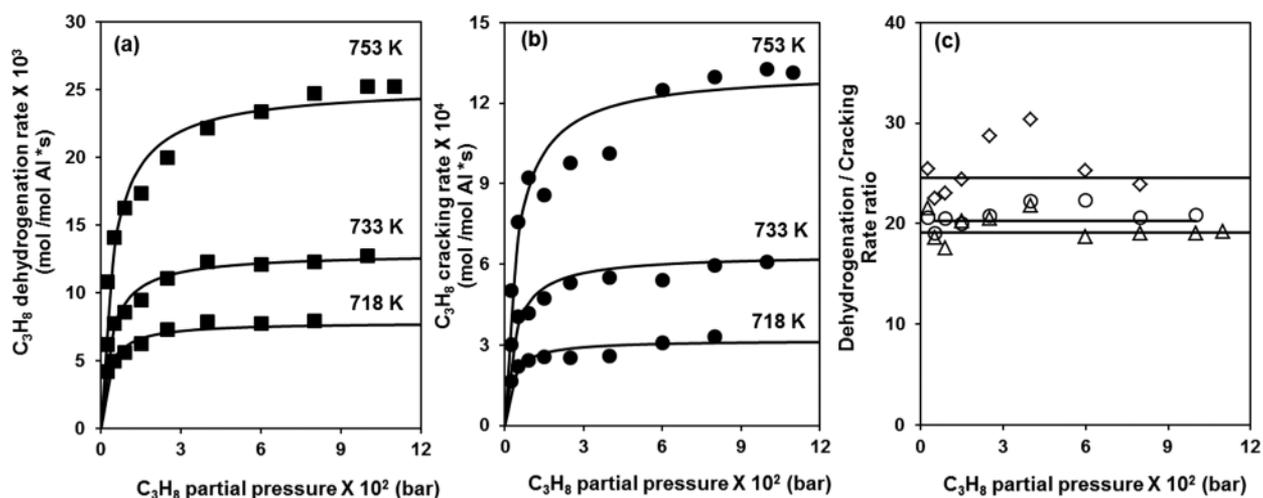 (a)
753 K
733 K
718 K
30
25
20
15
10
5
0
0 3 6 9 12
C₃H₈ dehydrogenation rate X 10³
(mol /mol Al *s)
C₃H₈ partial pressure X 10² (bar)
(b)
753 K
733 K
718 K
15
12
9
6
3
0
0 3 6 9 12
C₃H₈ cracking rate X 10⁴
(mol /mol Al *s)
C₃H₈ partial pressure X 10² (bar)
(c)
40
30
20
10
0
0 3 6 9 12
Dehydrogenation / Cracking
Rate ratio
C₃H₈ partial pressure X 10² (bar)